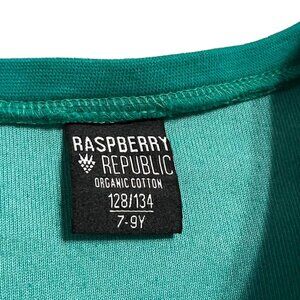 RASPBERRY
REPUBLIC
ORGANIC COTTON
128/134
7-9Y